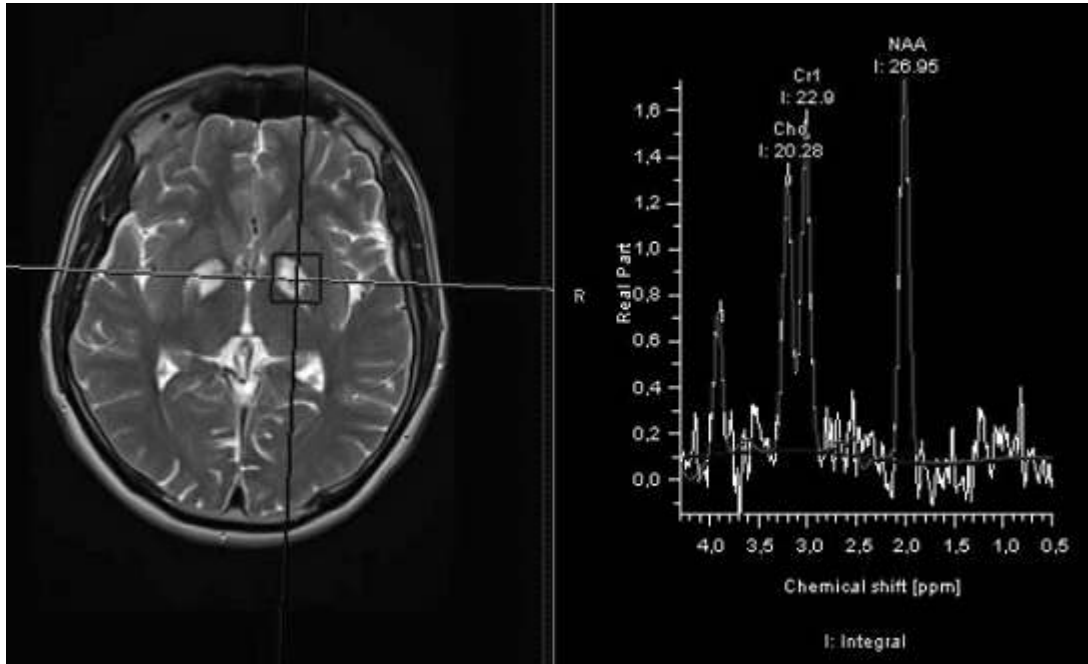 NAA
I: 26.95
Cr1
I: 22.9
Cho
I: 20.28
1,6
1,4
1,2
1,0
0,8
0,6
0,4
0,2
0,0
Real Part
R
4,0 3,5 3,0 2,5 2,0 1,5 1,0 0,5
Chemical shift [ppm]
I: Integral